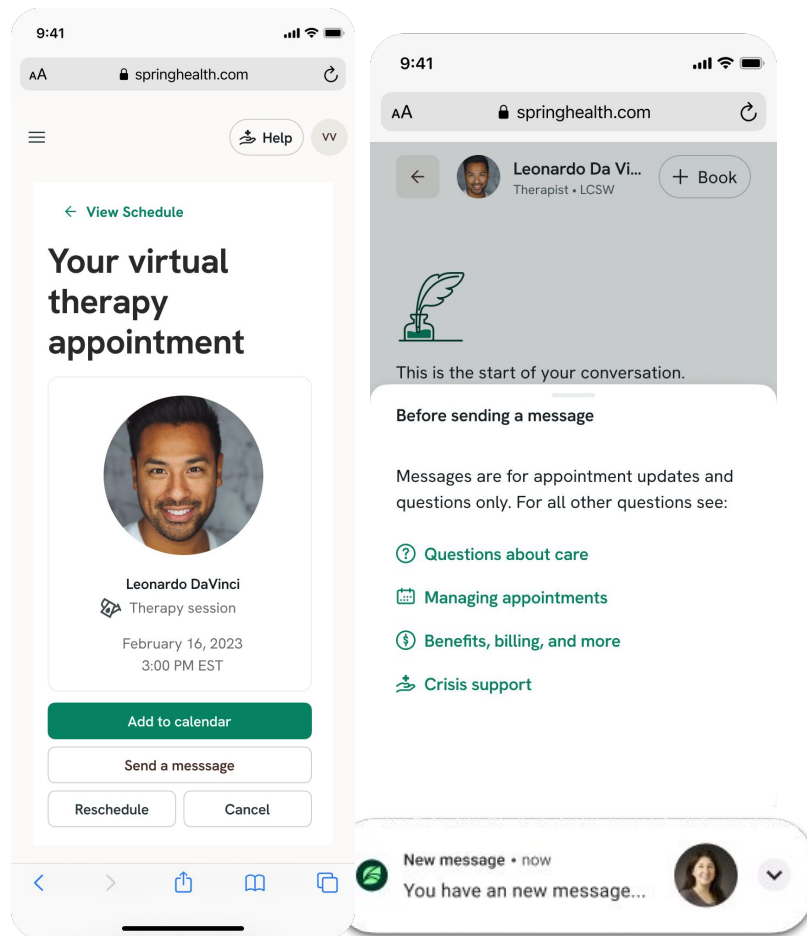 9:41
AA springhealth.com
Help VV
View Schedule
Your virtual
therapy
appointment
Leonardo DaVinci
Therapy session
February 16, 2023
3:00 PM EST
Add to calendar
Send a messsage
Reschedule Cancel
9:41
AA springhealth.com
Leonardo Da Vi...
Therapist • LCSW
+ Book
This is the start of your conversation.
Before sending a message
Messages are for appointment updates and
questions only. For all other questions see:
Questions about care
Managing appointments
Benefits, billing, and more
Crisis support
New message • now
You have an new message...